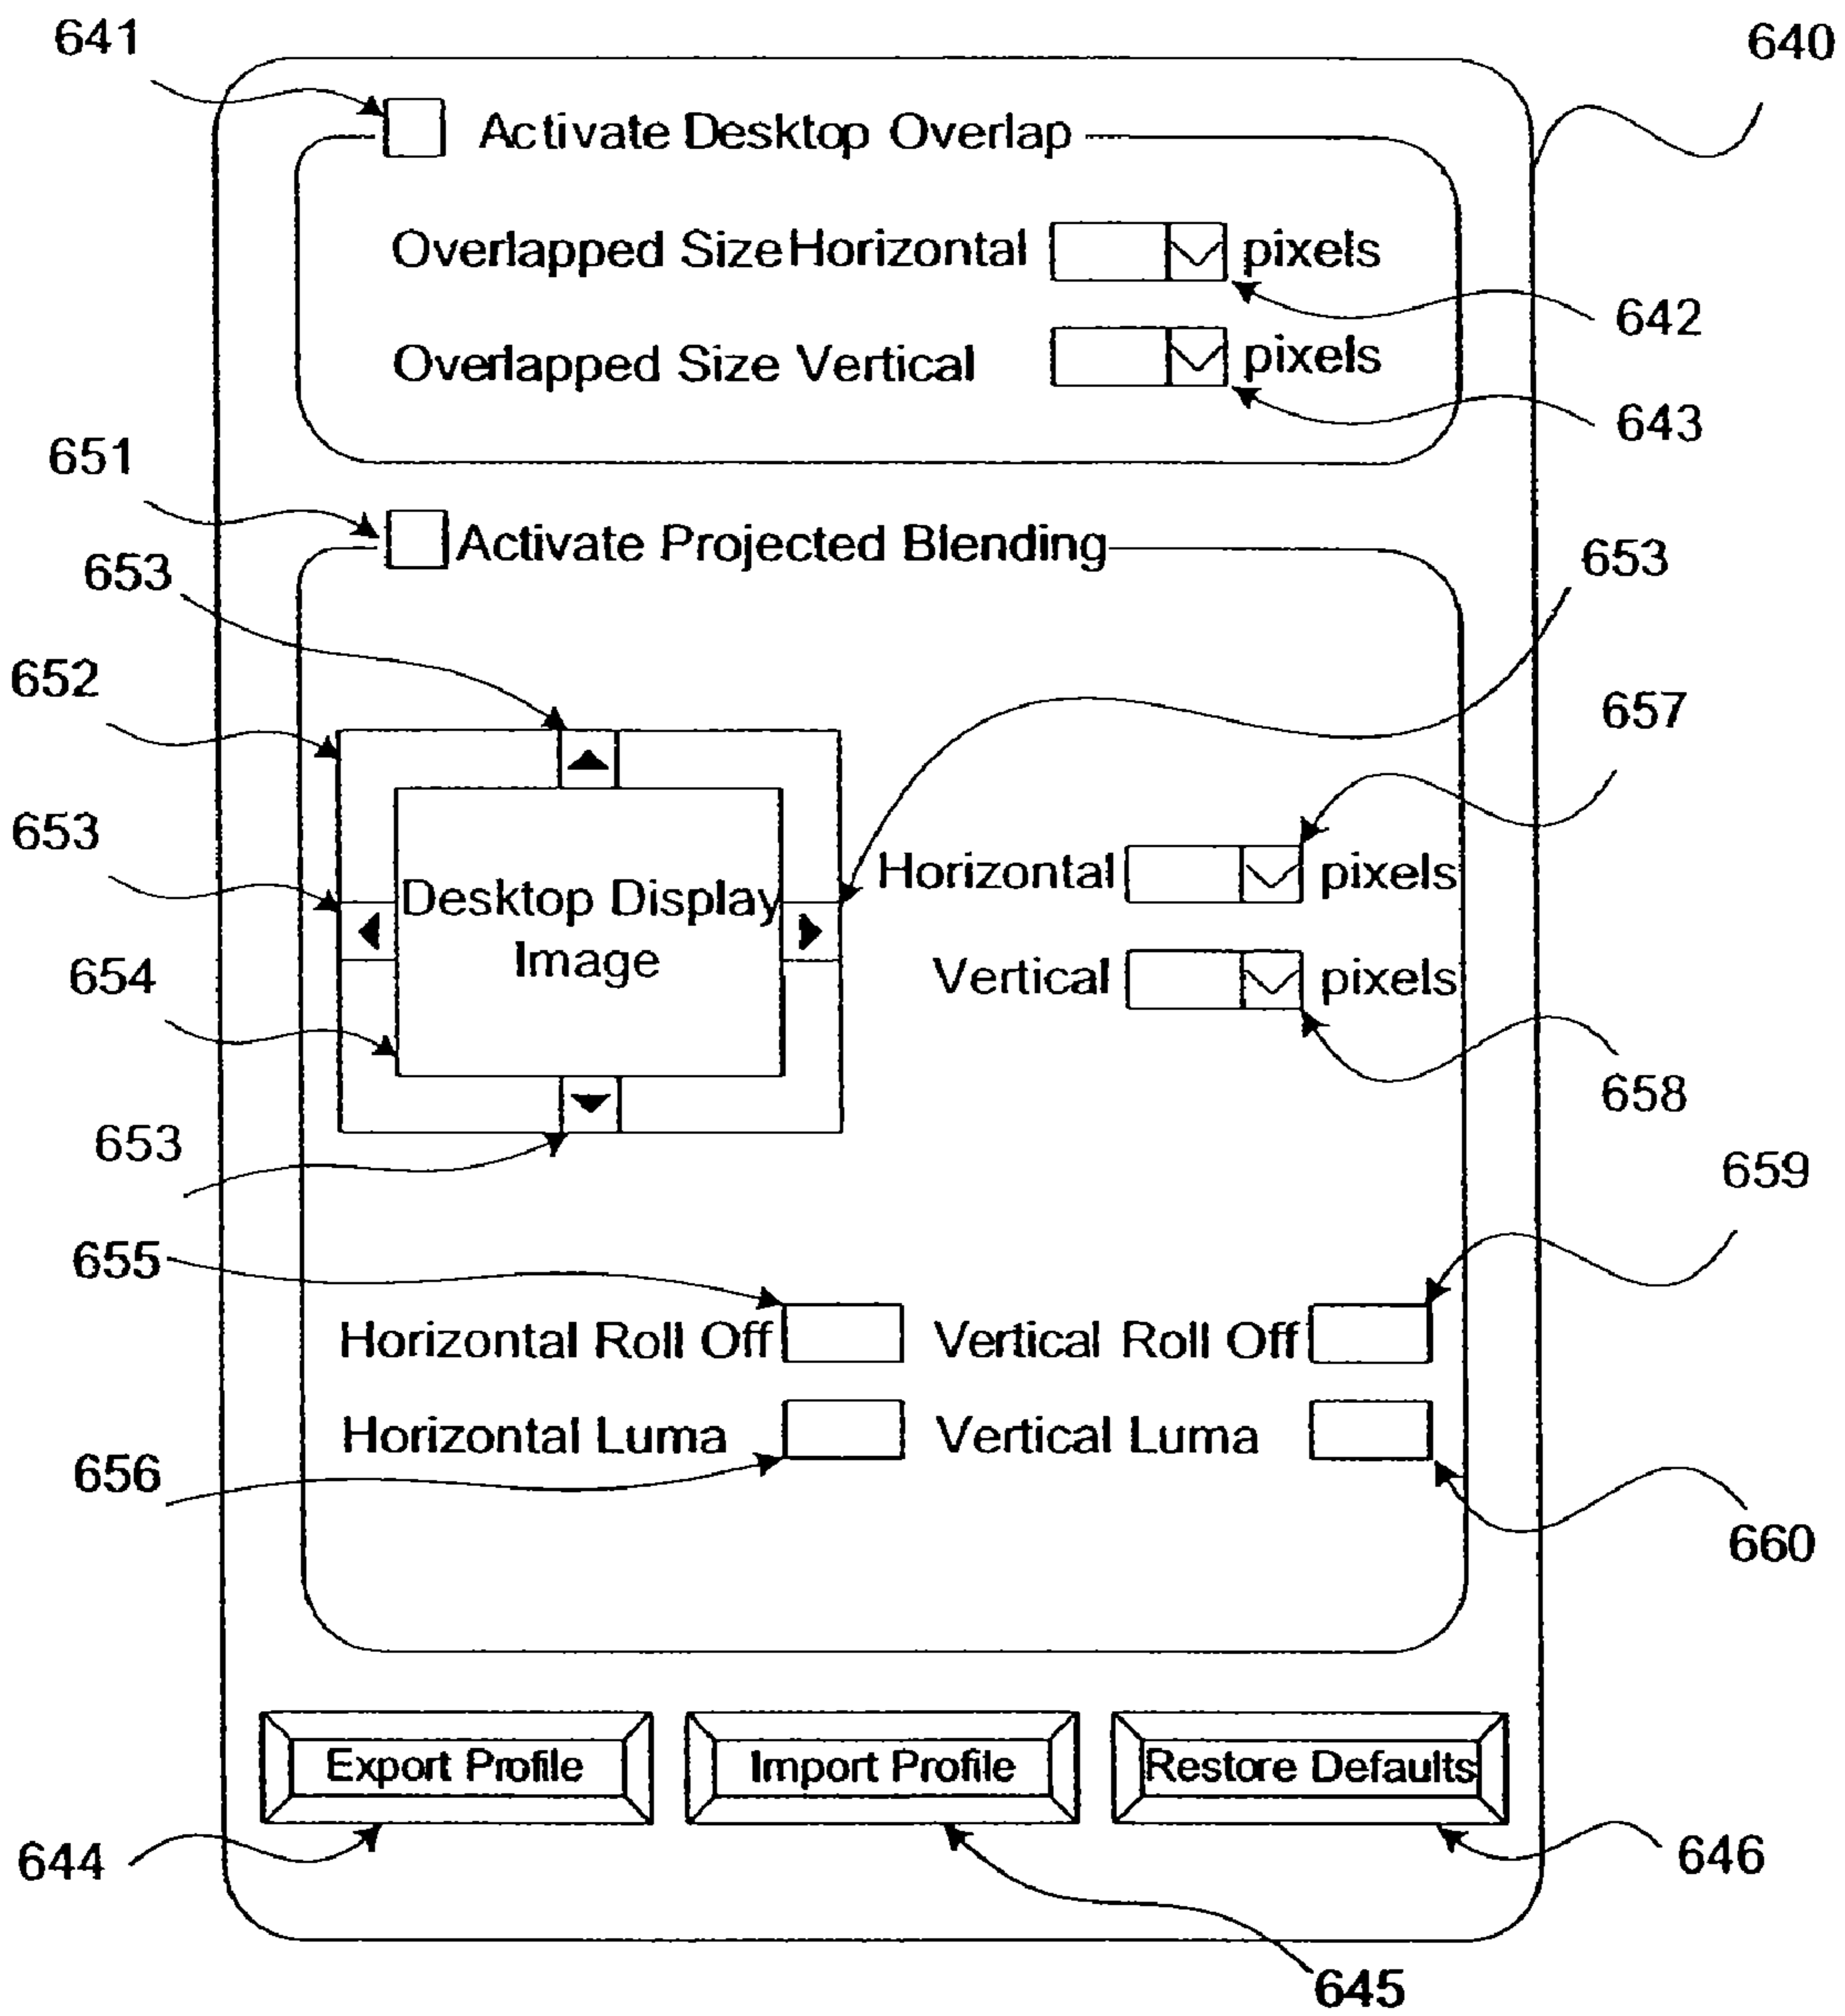 641
640
Activate Desktop Overlap
Overlapped Size Horizontal pixels
642
Overlapped Size Vertical pixels
643
651
Activate Projected Blending
653
653
652
657
653
Horizontal pixels
Desktop Display
Image
Vertical pixels
654
658
653
659
655
Horizontal Roll Off Vertical Roll Off
Horizontal Luma Vertical Luma
656
660
Export Profile Import Profile Restore Defaults
644
646
645